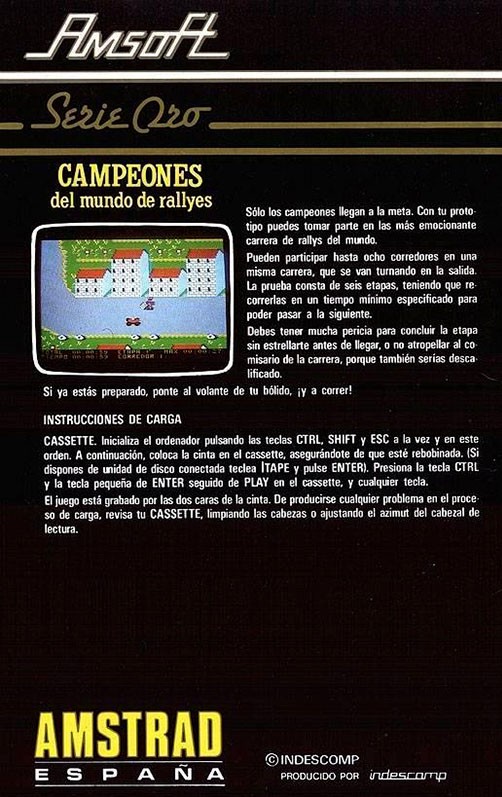 AMSOFT
Serie Oro
CAMPEONES
del mundo de rallyes
Sólo los campeones llegan a la meta. Con tu proto-
tipo puedes tomar parte en las más emocionante
carrera de rallys del mundo.
Pueden participar hasta ocho corredores en una
misma carrera, que se van turnando en la salida.
La prueba consta de seis etapas, teniendo que re-
correrlas en un tiempo mínimo especificado para
poder pasar a la siguiente.
Debes tener mucha pericia para concluir la etapa
sin estrellarte antes de llegar, o no atropellar al co-
misario de la carrera, porque también serías desca-
lificado.
Si ya estás preparado, ponte al volante de tu bólido, ¡y a correr!
INSTRUCCIONES DE CARGA
CASSETTE. Inicializa el ordenador pulsando las teclas CTRL, SHIFT y ESC a la vez y en este
orden. A continuación, coloca la cinta en el cassette, asegurándote de que esté rebobinada. (Si
dispones de unidad de disco conectada teclea |TAPE y pulse ENTER). Presiona la tecla CTRL
y la tecla pequeña de ENTER seguido de PLAY en el cassette, y cualquier tecla.
El juego está grabado por las dos caras de la cinta. De producirse cualquier problema en el proce-
so de carga, revisa tu CASSETTE, limpiando las cabezas o ajustando el azimut del cabezal de
lectura.
AMSTRAD
ESPAÑA
© INDESCOMP
PRODUCIDO POR indescomp